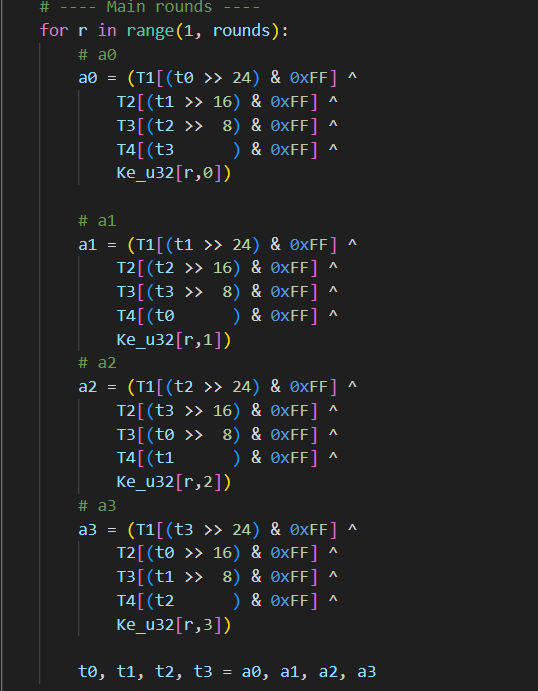 # ---- Main rounds ----
for r in range(1, rounds):
    # a0
    a0 = (T1[(t0 >> 24) & 0xFF] ^
        T2[(t1 >> 16) & 0xFF] ^
        T3[(t2 >>  8) & 0xFF] ^
        T4[(t3      ) & 0xFF] ^
        Ke_u32[r,0])

    # a1
    a1 = (T1[(t1 >> 24) & 0xFF] ^
        T2[(t2 >> 16) & 0xFF] ^
        T3[(t3 >>  8) & 0xFF] ^
        T4[(t0      ) & 0xFF] ^
        Ke_u32[r,1])
    # a2
    a2 = (T1[(t2 >> 24) & 0xFF] ^
        T2[(t3 >> 16) & 0xFF] ^
        T3[(t0 >>  8) & 0xFF] ^
        T4[(t1      ) & 0xFF] ^
        Ke_u32[r,2])
    # a3
    a3 = (T1[(t3 >> 24) & 0xFF] ^
        T2[(t0 >> 16) & 0xFF] ^
        T3[(t1 >>  8) & 0xFF] ^
        T4[(t2      ) & 0xFF] ^
        Ke_u32[r,3])

    t0, t1, t2, t3 = a0, a1, a2, a3